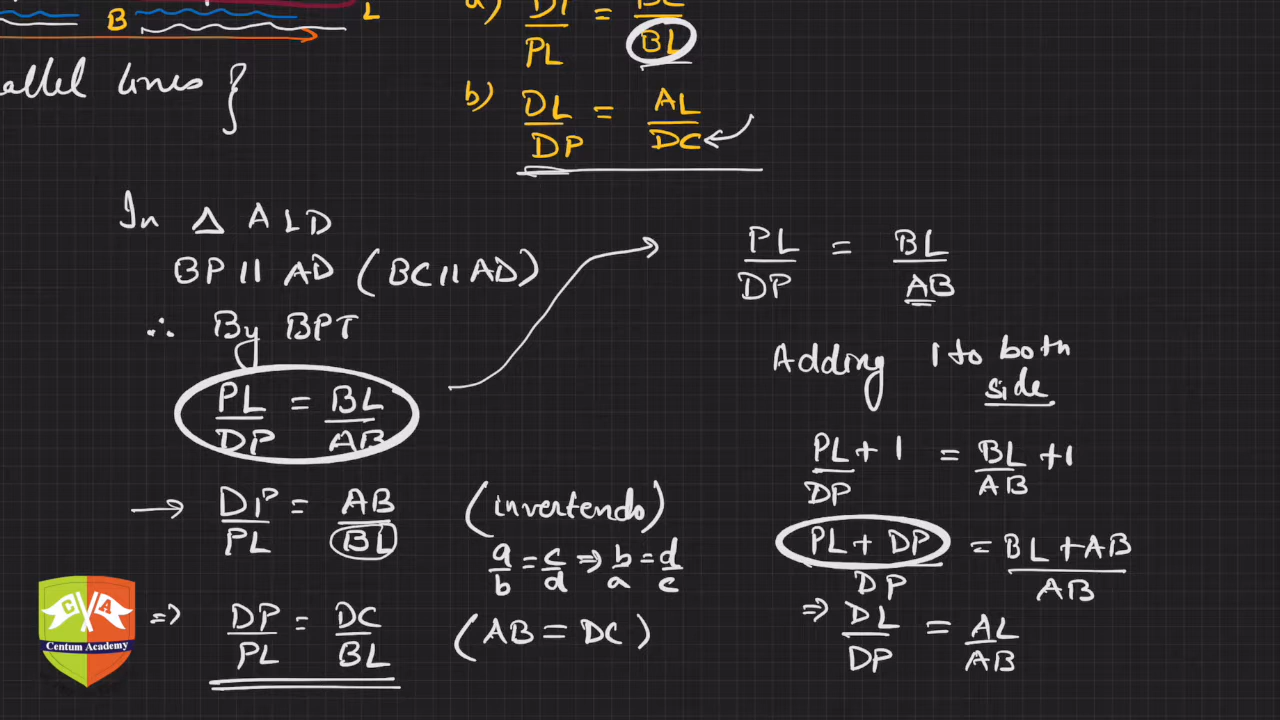 B L
allel lines {
a) DP/PL = DC/BL
b) DL/DP = AL/DC
In Δ ALD
BP || AD (BC || AD)
∴ By BPT
PL/DP = BL/AB
→ DP/PL = AB/BL (invertendo)
a/b = c/d ⇒ b/a = d/c
⇒ DP/PL = DC/BL (AB = DC)
PL/DP = BL/AB
Adding 1 to both
side
PL/DP + 1 = BL/AB + 1
PL + DP/DP = BL + AB/AB
⇒ DL/DP = AL/AB
C A
Centum Academy